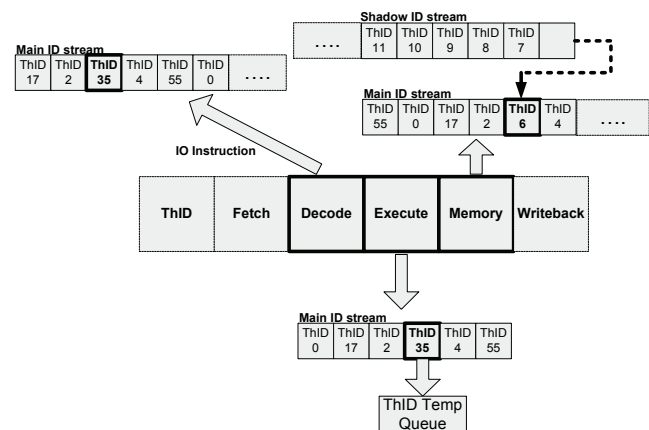 Shadow ID stream
. . . .
ThID 11
ThID 10
ThID 9
ThID 8
ThID 7
Main ID stream
ThID 17
ThID 2
ThID 35
ThID 4
ThID 55
ThID 0
. . . .
Main ID stream
ThID 55
ThID 0
ThID 17
ThID 2
ThID 6
ThID 4
. . . .
IO Instruction
ThID
Fetch
Decode
Execute
Memory
Writeback
Main ID stream
ThID 0
ThID 17
ThID 2
ThID 35
ThID 4
ThID 55
ThID Temp
Queue